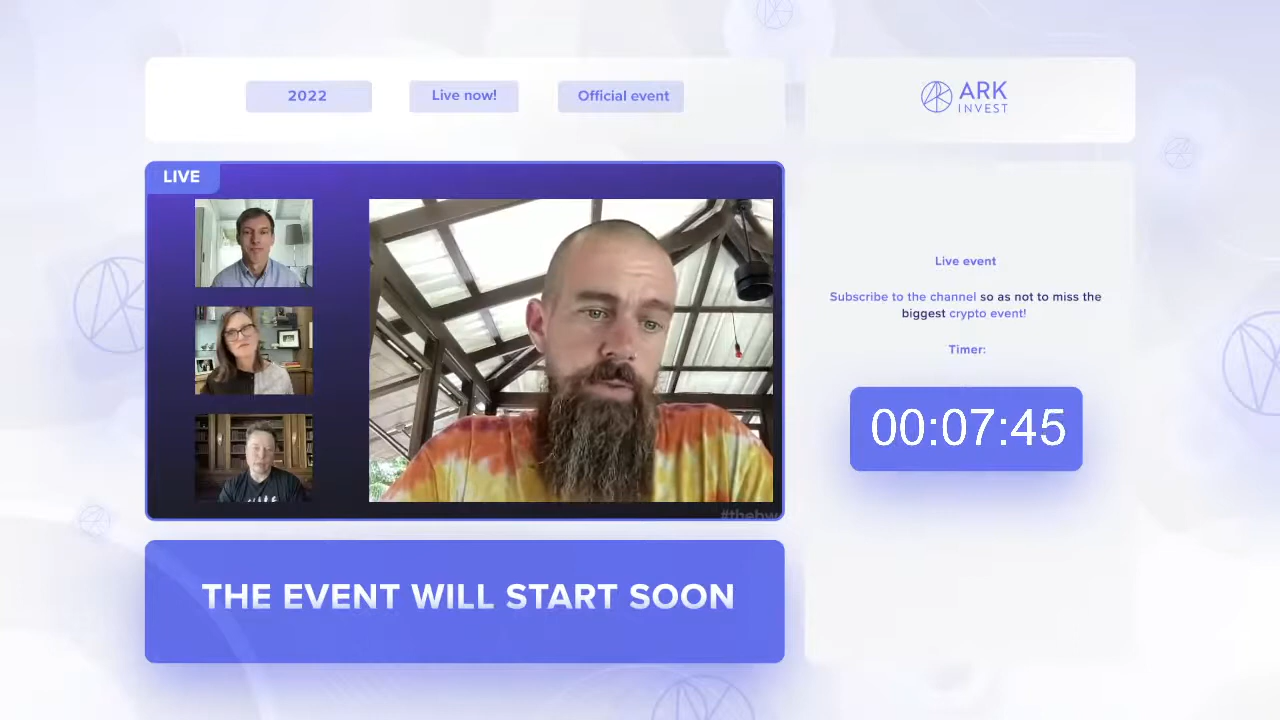 2022
Live now!
Official event
ARK
INVEST
LIVE
#thebw
THE EVENT WILL START SOON
Live event
Subscribe to the channel so as not to miss the
biggest crypto event!
Timer:
00:07:45